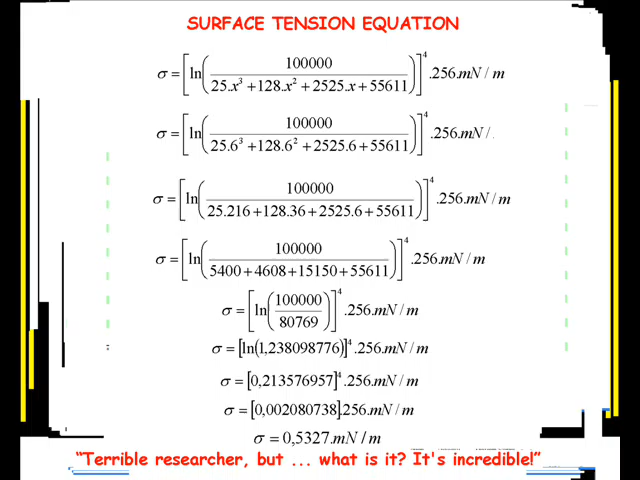 SURFACE TENSION EQUATION
σ = [ln(100000 / (25.x³ + 128.x² + 2525.x + 55611))]⁴ .256.mN / m
σ = [ln(100000 / (25.6³ + 128.6² + 2525.6 + 55611))]⁴ .256.mN /
σ = [ln(100000 / (25.216 + 128.36 + 2525.6 + 55611))]⁴ .256.mN / m
σ = [ln(100000 / (5400 + 4608 + 15150 + 55611))]⁴ .256.mN / m
σ = [ln(100000 / 80769)]⁴ .256.mN / m
σ = [ln(1,238098776)]⁴ .256.mN / m
σ = [0,213576957]⁴ .256.mN / m
σ = [0,002080738].256.mN / m
σ = 0,5327.mN / m
“Terrible researcher, but ... what is it? It's incredible!”